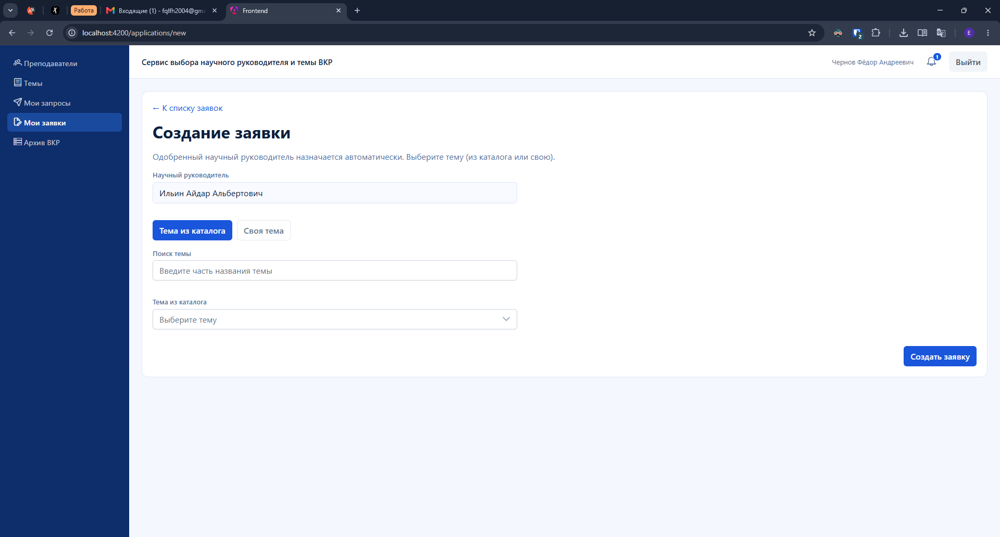 Работа
Входящие (1) - fqlfh2004@gma
Frontend
localhost:4200/applications/new
2
E
Преподаватели
Темы
Мои запросы
Мои заявки
Архив ВКР
Сервис выбора научного руководителя и темы ВКР
Чернов Фёдор Андреевич
1
Выйти
← К списку заявок
Создание заявки
Одобренный научный руководитель назначается автоматически. Выберите тему (из каталога или свою).
Научный руководитель
Ильин Айдар Альбертович
Тема из каталога
Своя тема
Поиск темы
Введите часть названия темы
Тема из каталога
Выберите тему
Создать заявку